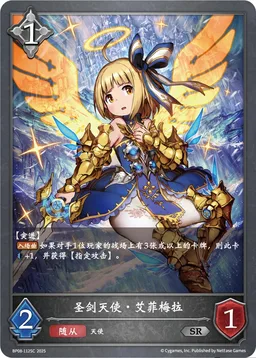 1
【突进】
入场曲 如果对手1位玩家的战场上有3张或以上的卡牌，则此卡
+1，并获得【指定攻击】。
圣剑天使·艾菲梅拉
2
随从 天使
SR
1
BP08-112SC 2025
© Cygames, Inc. Published by NetEase Games